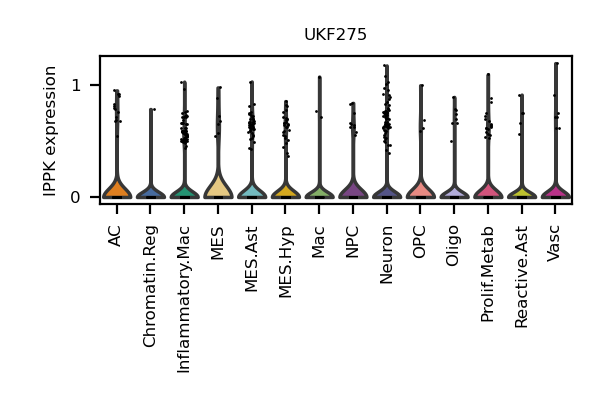 UKF275
IPPK expression
1
0
AC
Chromatin.Reg
Inflammatory.Mac
MES
MES.Ast
MES.Hyp
Mac
NPC
Neuron
OPC
Oligo
Prolif.Metab
Reactive.Ast
Vasc